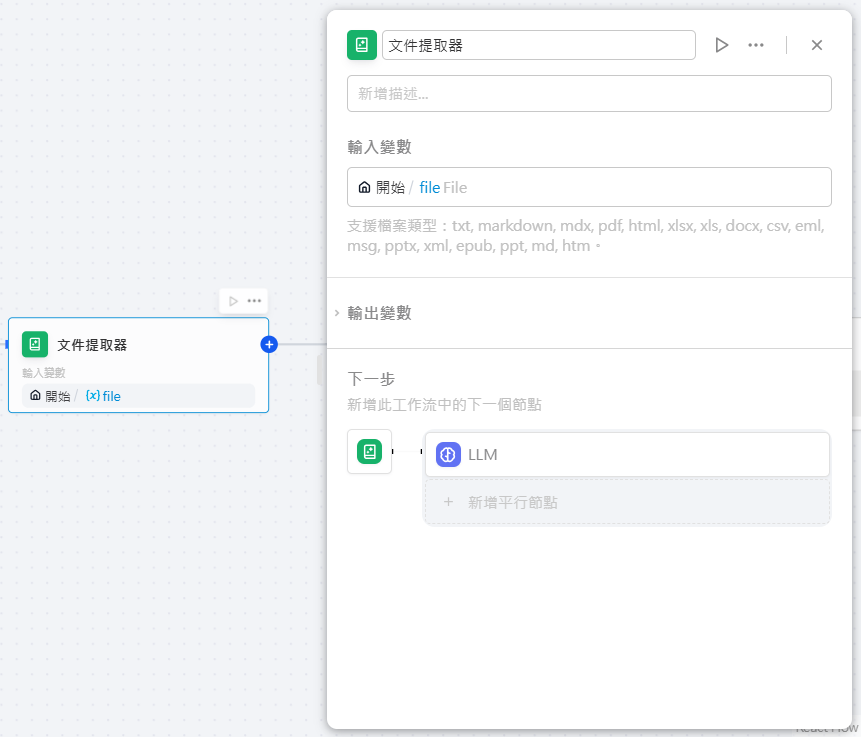 文件提取器
新增描述...
輸入變數
開始 / file File
支援檔案類型：txt, markdown, mdx, pdf, html, xlsx, xls, docx, csv, eml,
msg, pptx, xml, epub, ppt, md, htm。
輸出變數
下一步
新增此工作流中的下一個節點
LLM
+ 新增平行節點
文件提取器
輸入變數
開始 / {x} file
React Flow